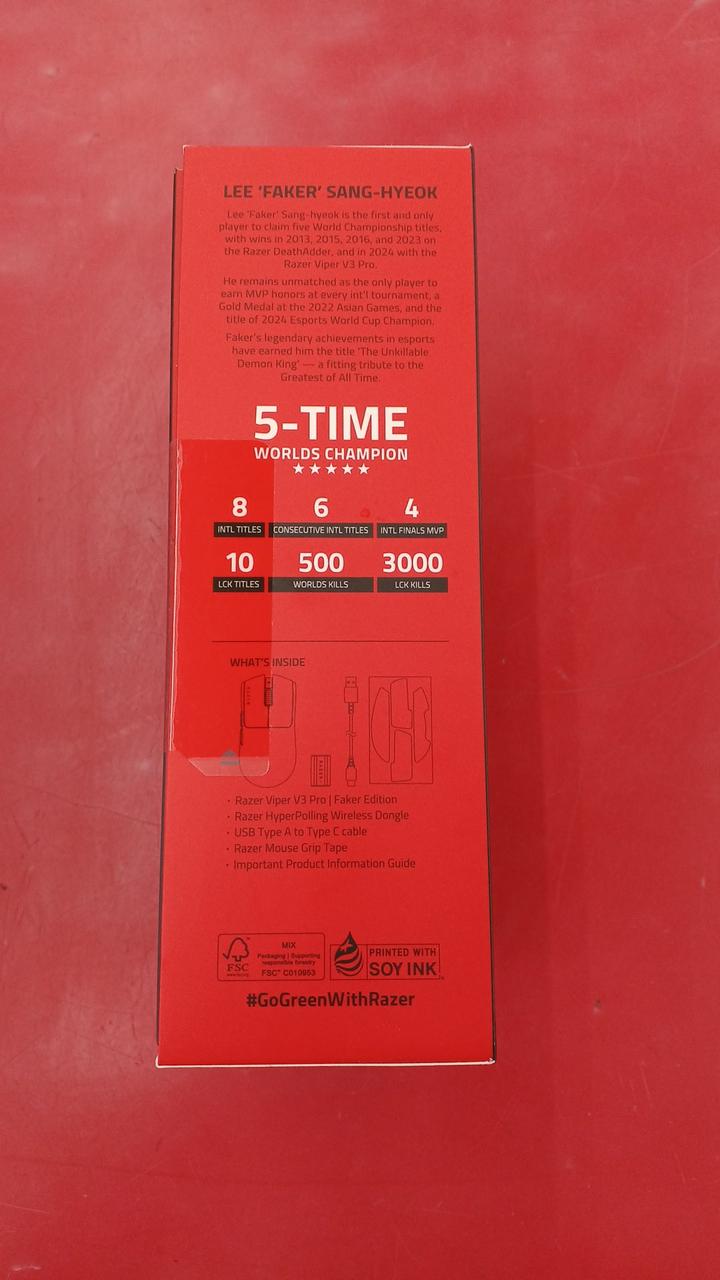 LEE 'FAKER' SANG-HYEOK
Lee 'Faker' Sang-hyeok is the first and only
player to claim five World Championship titles,
with wins in 2013, 2015, 2016, and 2023 on
the Razer DeathAdder, and in 2024 with the
Razer Viper V3 Pro.
He remains unmatched as the only player to
earn MVP honors at every int'l tournament, a
Gold Medal at the 2022 Asian Games, and the
title of 2024 Esports World Cup Champion.
Faker's legendary achievements in esports
have earned him the title 'The Unkillable
Demon King' — a fitting tribute to the
Greatest of All Time.
5-TIME
WORLDS CHAMPION
8 6 4
INTL TITLES CONSECUTIVE INTL TITLES INTL FINALS MVP
10 500 3000
LCK TITLES WORLDS KILLS LCK KILLS
WHAT'S INSIDE
RAZER
RAZER
· Razer Viper V3 Pro | Faker Edition
· Razer HyperPolling Wireless Dongle
· USB Type A to Type C cable
· Razer Mouse Grip Tape
· Important Product Information Guide
FSC
www.fsc.org
MIX
Packaging | Supporting
responsible forestry
FSC® C010953
PRINTED WITH
SOY INK
#GoGreenWithRazer